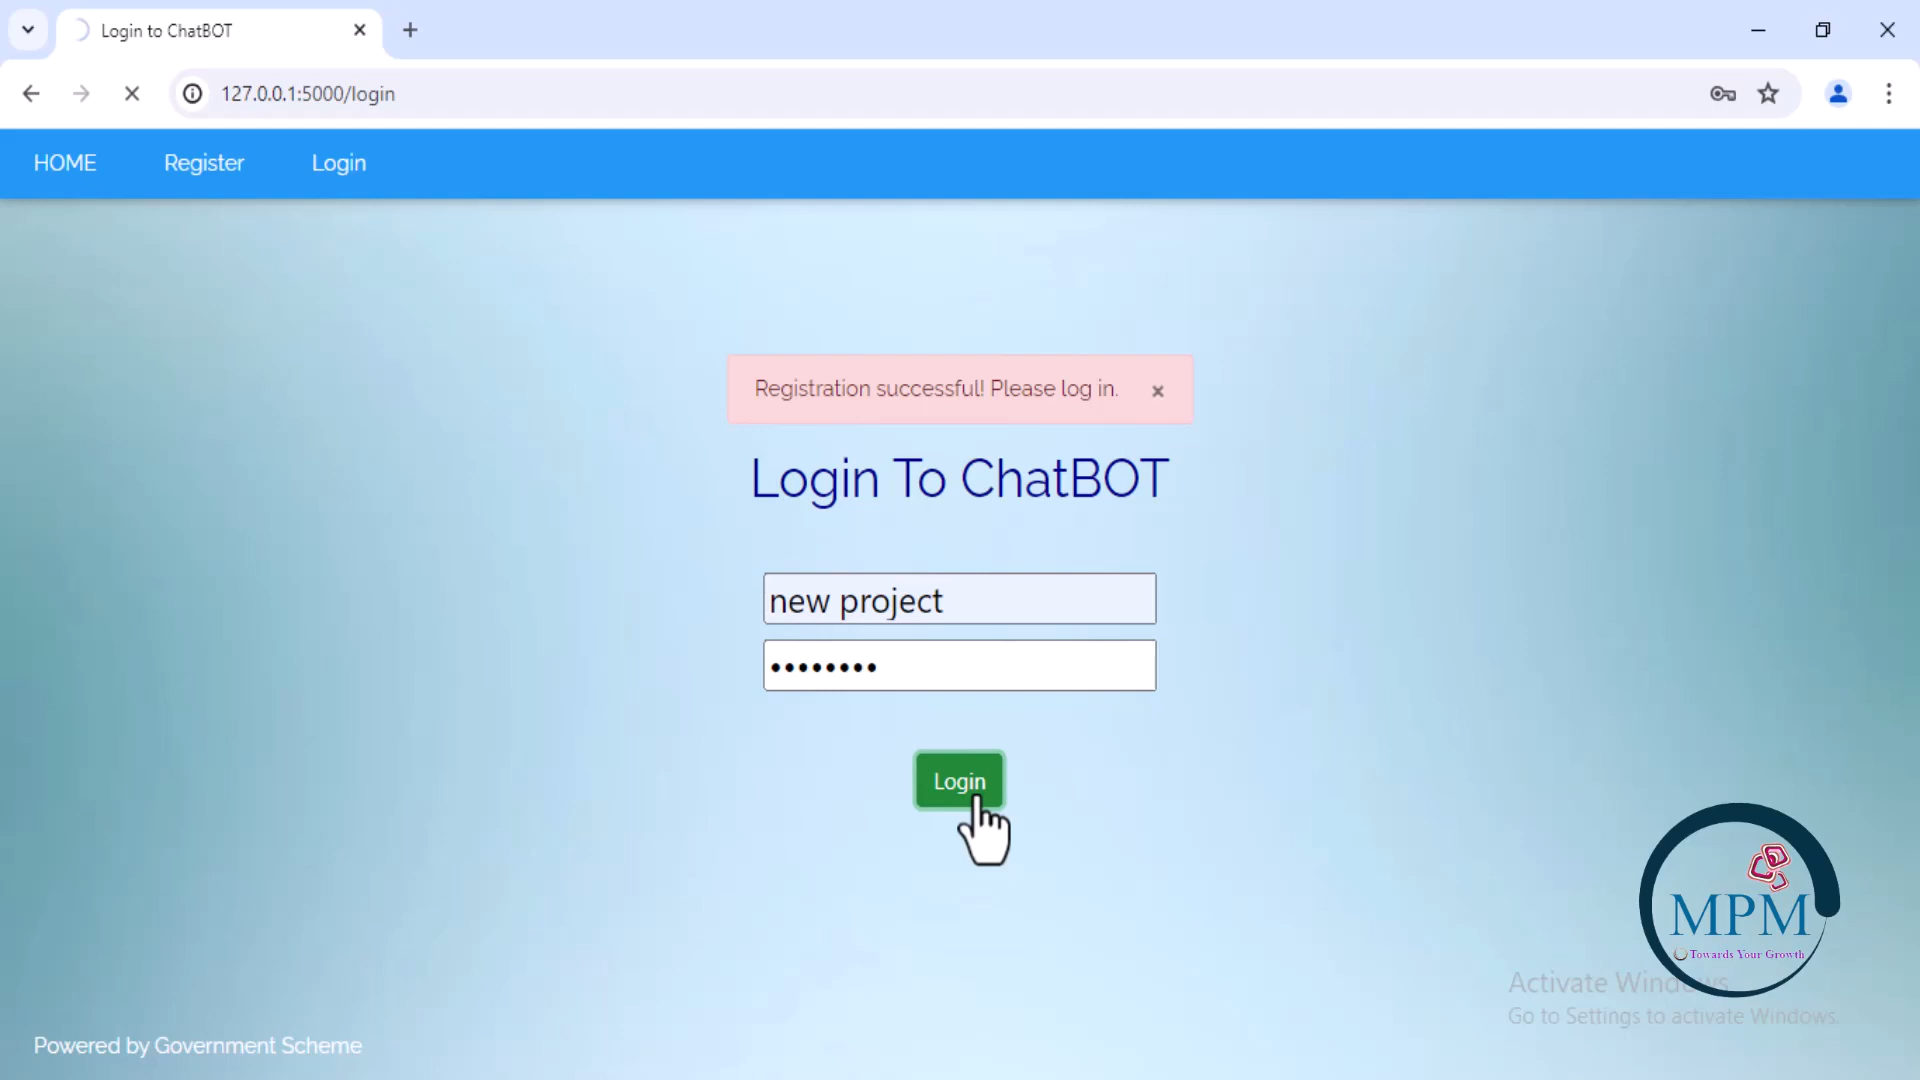 Login to ChatBOT
127.0.0.1:5000/login
HOME Register Login
Registration successful! Please log in. ×
Login To ChatBOT
new project
••••••••
Login
MPM
Towards Your Growth
Activate Windows
Go to Settings to activate Windows.
Powered by Government Scheme